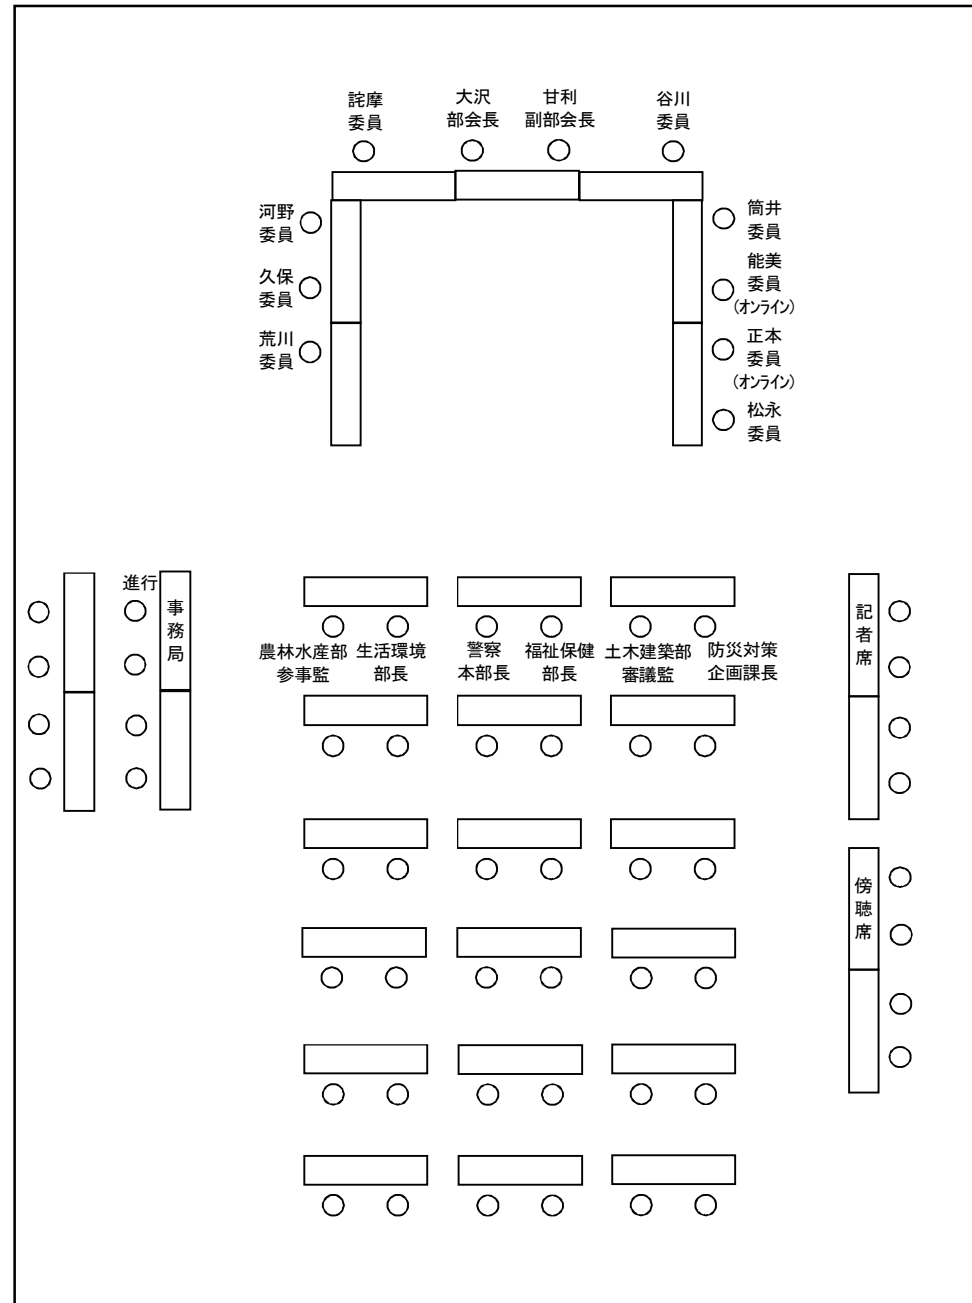 詫摩
委員
大沢
部会長
甘利
副部会長
谷川
委員
河野
委員
久保
委員
荒川
委員
筒井
委員
能美
委員
(オンライン)
正本
委員
(オンライン)
松永
委員
進行
事務局
農林水産部
参事監
生活環境
部長
警察
本部長
福祉保健
部長
土木建築部
審議監
防災対策
企画課長
記者席
傍聴席